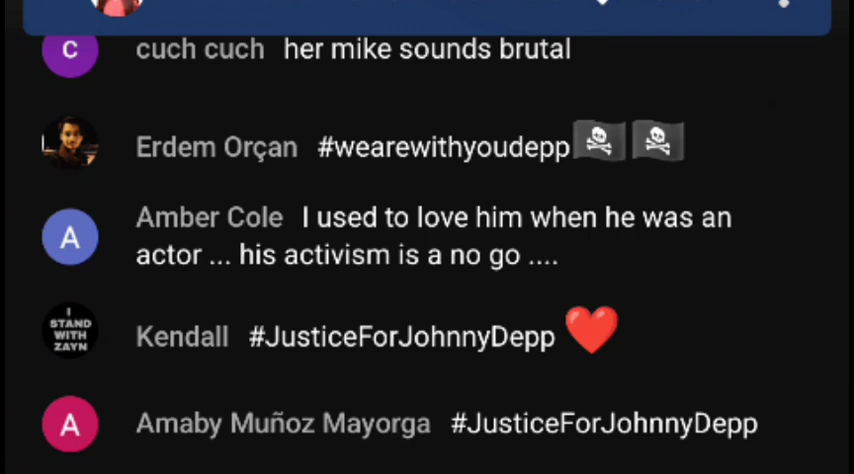 C cuch cuch her mike sounds brutal
Erdem Orçan #wearewithyoudepp
A Amber Cole I used to love him when he was an
actor ... his activism is a no go ....
I
STAND
WITH
ZAYN
Kendall #JusticeForJohnnyDepp
A Amaby Muñoz Mayorga #JusticeForJohnnyDepp